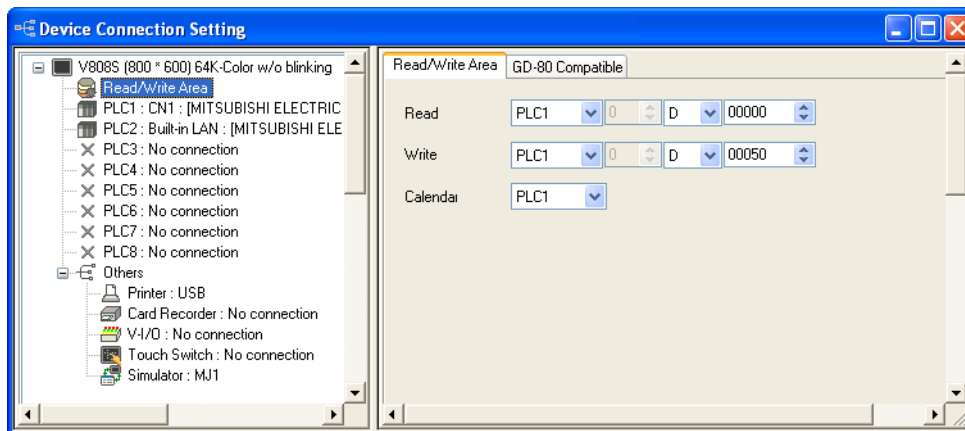 Device Connection Setting
V808S (800 * 600) 64K-Color w/o blinking
Read/Write Area
PLC1 : CN1 : [MITSUBISHI ELECTRIC
PLC2 : Built-in LAN : [MITSUBISHI ELE
PLC3 : No connection
PLC4 : No connection
PLC5 : No connection
PLC6 : No connection
PLC7 : No connection
PLC8 : No connection
Others
Printer : USB
Card Recorder : No connection
V-I/O : No connection
Touch Switch : No connection
Simulator : MJ1
Read/Write Area GD-80 Compatible
Read PLC1 0 D 00000
Write PLC1 0 D 00050
Calendar PLC1